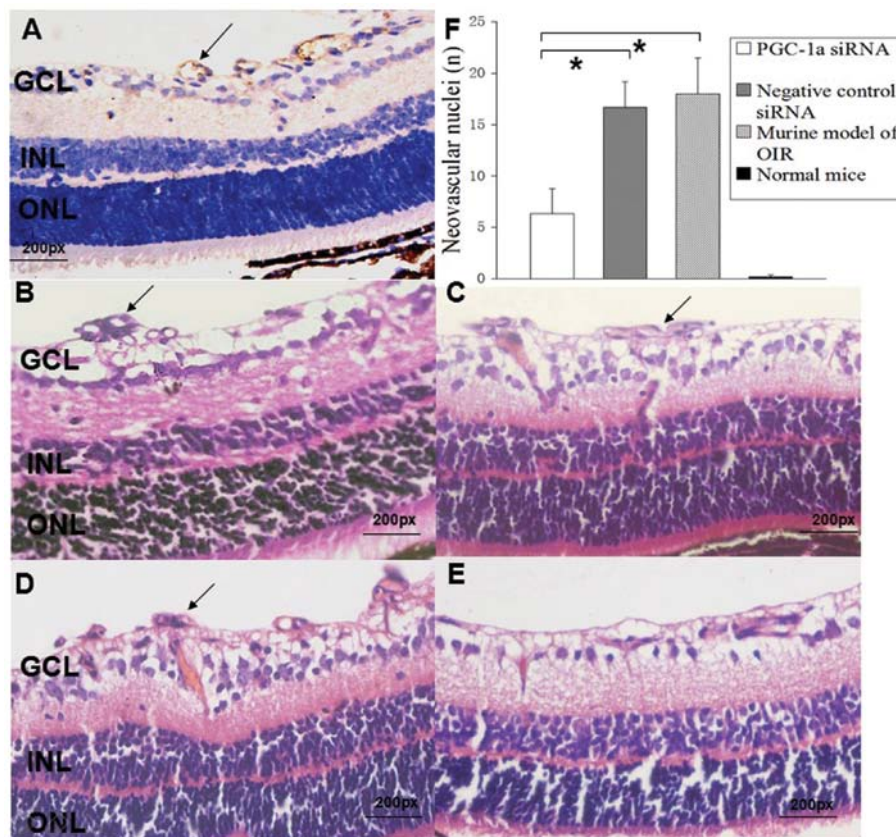 A
GCL
INL
ONL
200px
F
Neovascular nuclei (n)
25
20
15
10
5
0
*
*
PGC-1a siRNA
Negative control
siRNA
Murine model of
OIR
Normal mice
B
GCL
INL
ONL
200px
C
200px
D
GCL
INL
ONL
200px
E
200px